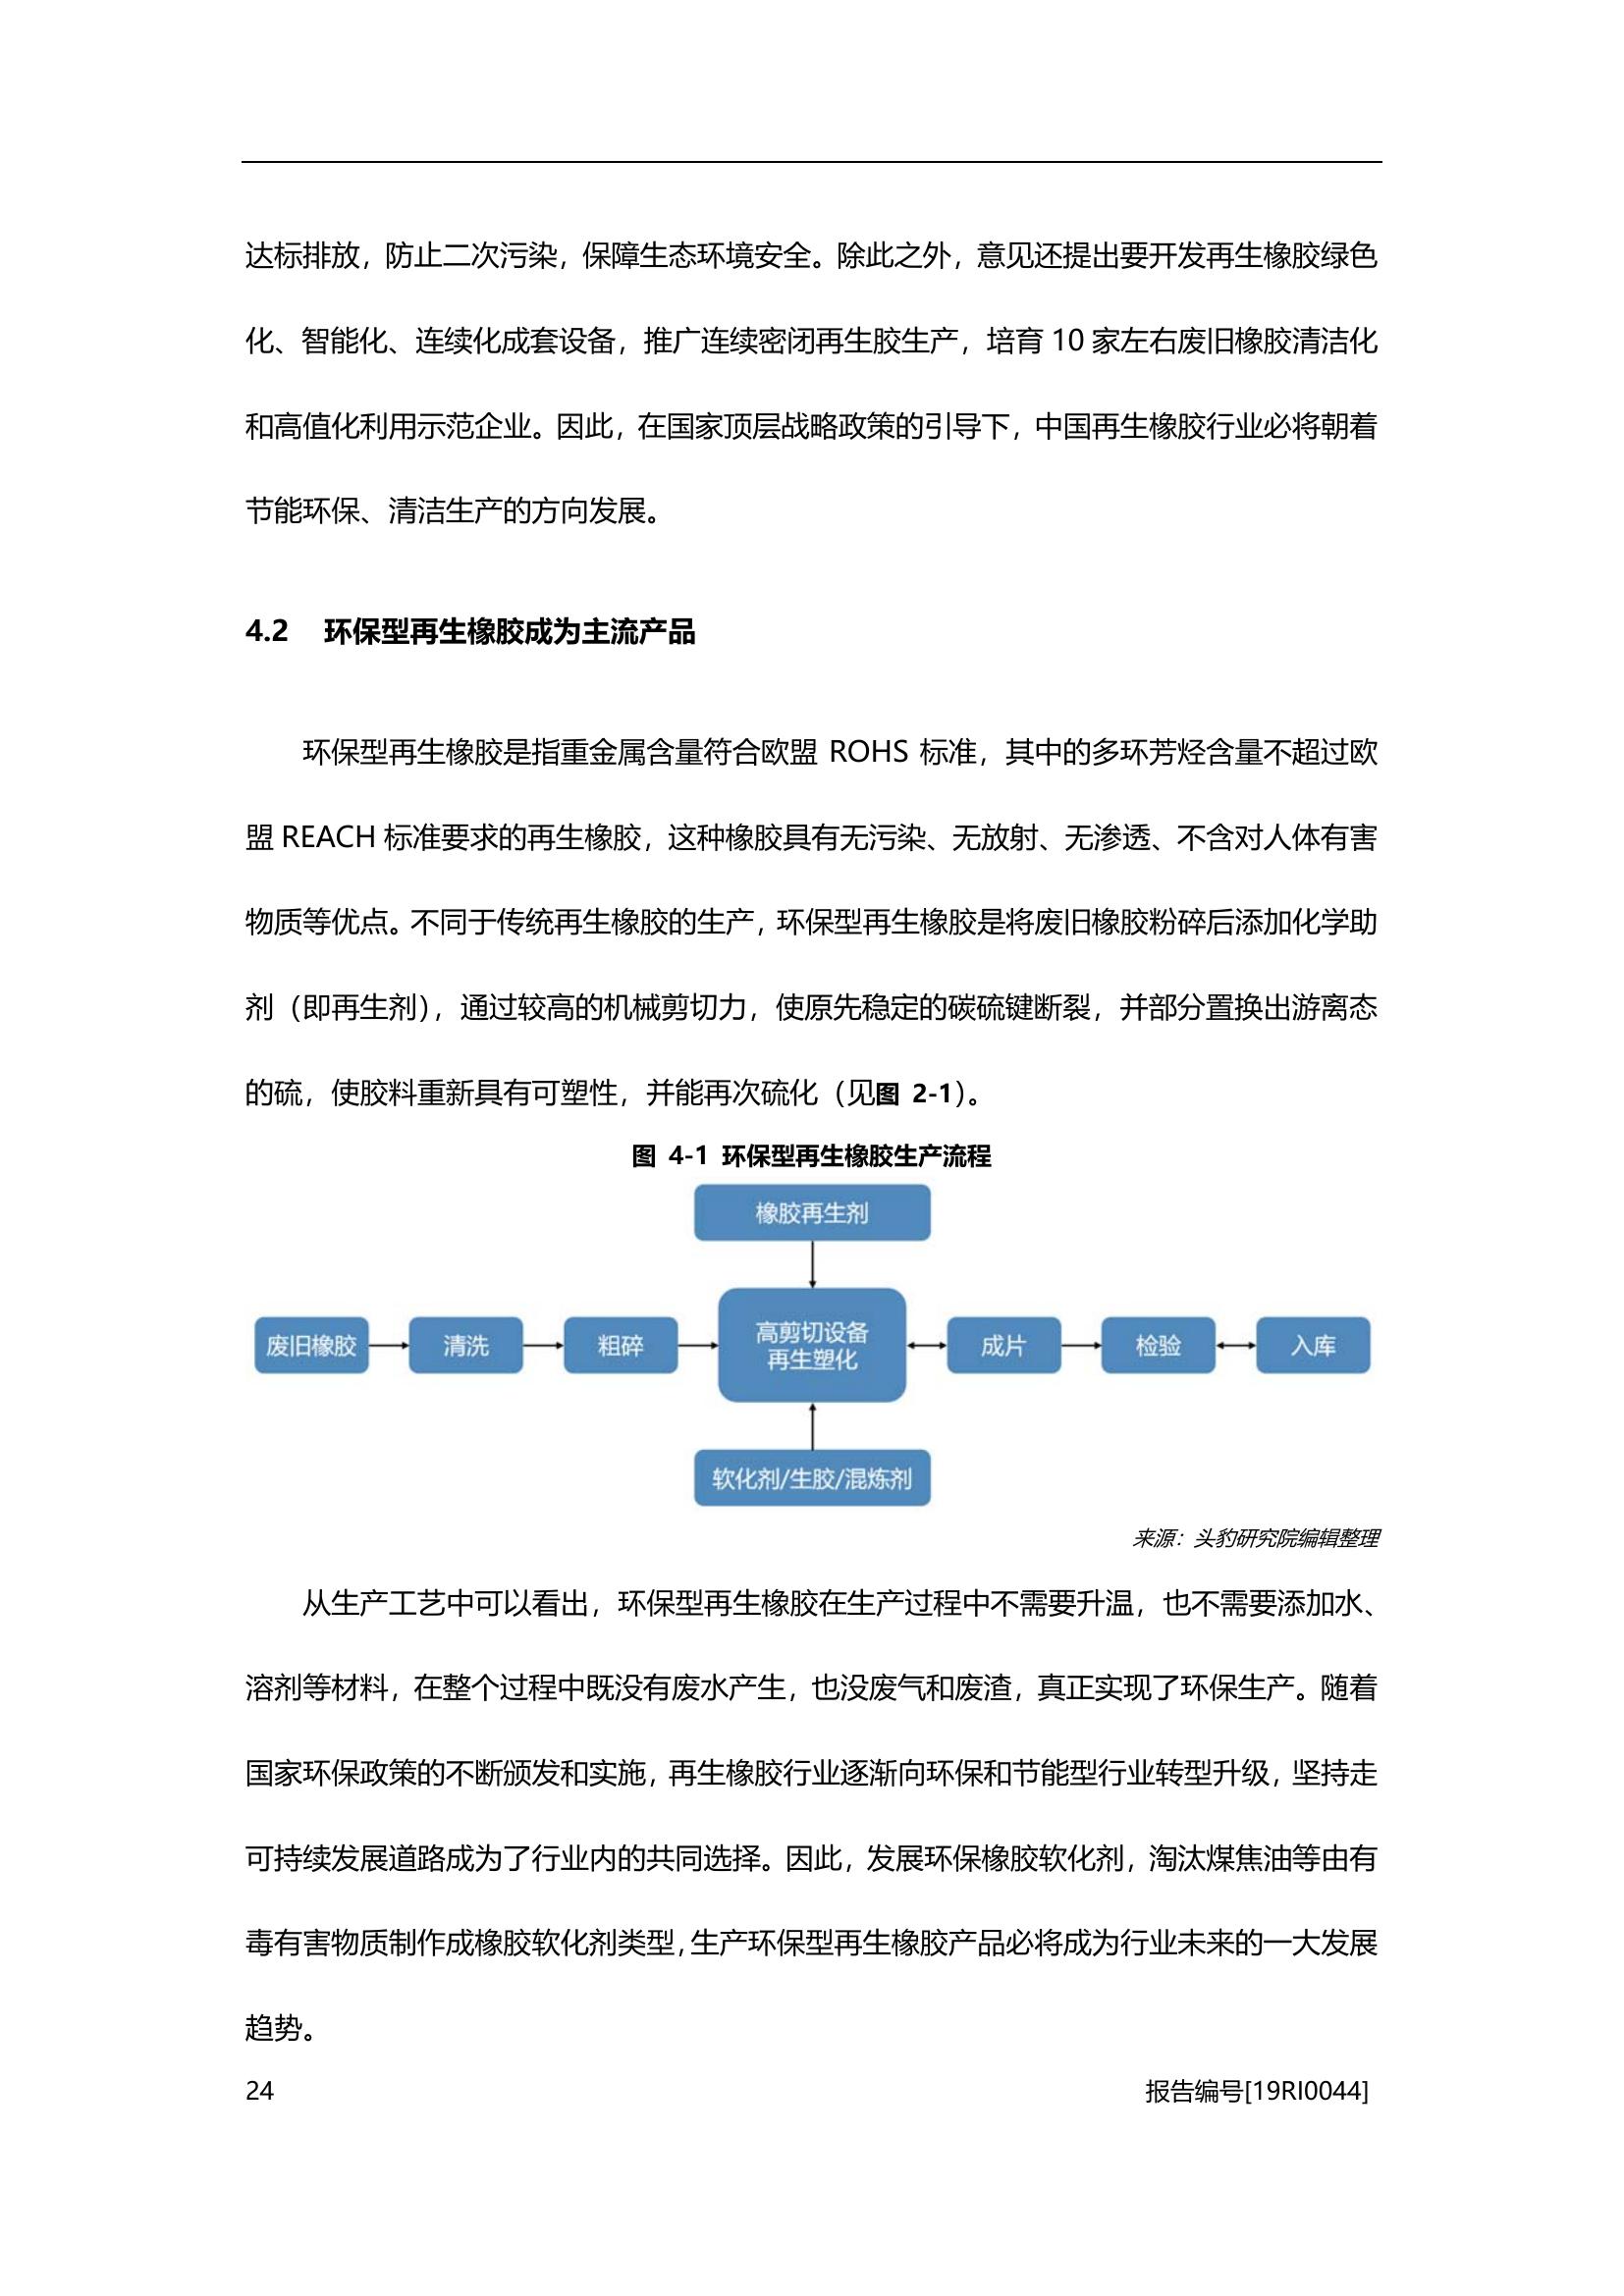 达标排放，防止二次污染，保障生态环境安全。除此之外，意见还提出要开发再生橡胶绿色
化、智能化、连续化成套设备，推广连续密闭再生胶生产，培育 10 家左右废旧橡胶清洁化
和高值化利用示范企业。因此，在国家顶层战略政策的引导下，中国再生橡胶行业必将朝着
节能环保、清洁生产的方向发展。
4.2 环保型再生橡胶成为主流产品
环保型再生橡胶是指重金属含量符合欧盟 ROHS 标准，其中的多环芳烃含量不超过欧
盟 REACH 标准要求的再生橡胶，这种橡胶具有无污染、无放射、无渗透、不含对人体有害
物质等优点。不同于传统再生橡胶的生产，环保型再生橡胶是将废旧橡胶粉碎后添加化学助
剂（即再生剂），通过较高的机械剪切力，使原先稳定的碳硫键断裂，并部分置换出游离态
的硫，使胶料重新具有可塑性，并能再次硫化（见图 2-1）。
图 4-1 环保型再生橡胶生产流程
橡胶再生剂
废旧橡胶
清洗
粗碎
高剪切设备
再生塑化
成片
检验
入库
软化剂/生胶/混炼剂
来源：头豹研究院编辑整理
从生产工艺中可以看出，环保型再生橡胶在生产过程中不需要升温，也不需要添加水、
溶剂等材料，在整个过程中既没有废水产生，也没废气和废渣，真正实现了环保生产。随着
国家环保政策的不断颁发和实施，再生橡胶行业逐渐向环保和节能型行业转型升级，坚持走
可持续发展道路成为了行业内的共同选择。因此，发展环保橡胶软化剂，淘汰煤焦油等由有
毒有害物质制作成橡胶软化剂类型，生产环保型再生橡胶产品必将成为行业未来的一大发展
趋势。
24
报告编号[19RI0044]